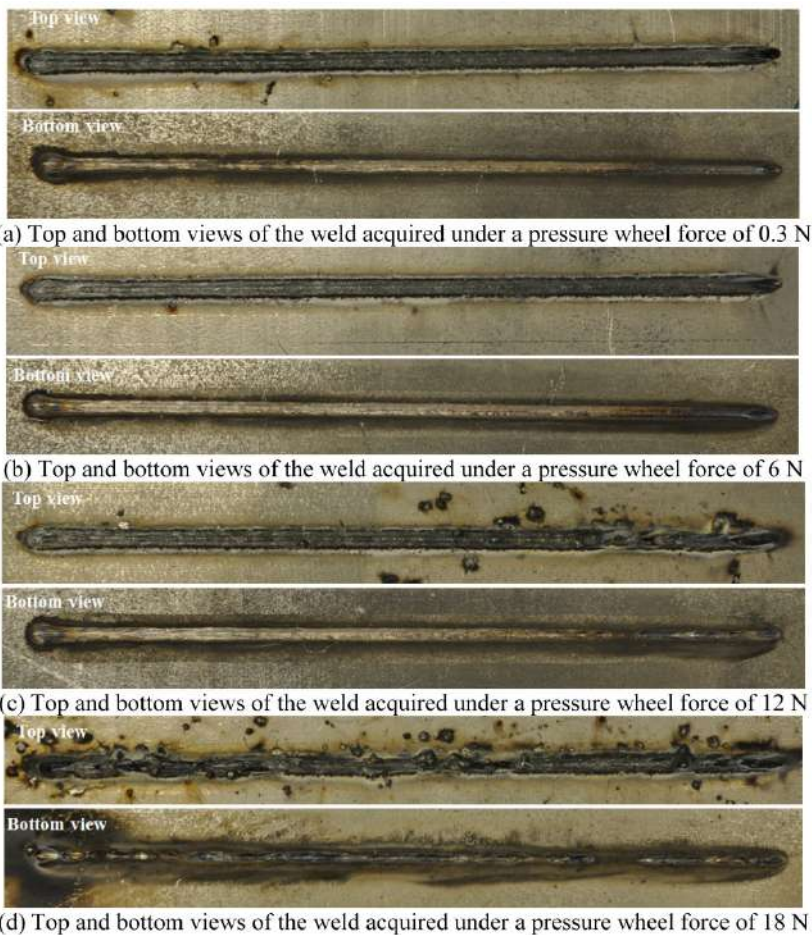 Top view
Bottom view
(a) Top and bottom views of the weld acquired under a pressure wheel force of 0.3 N
Top view
Bottom view
(b) Top and bottom views of the weld acquired under a pressure wheel force of 6 N
Top view
Bottom view
(c) Top and bottom views of the weld acquired under a pressure wheel force of 12 N
Top view
Bottom view
(d) Top and bottom views of the weld acquired under a pressure wheel force of 18 N